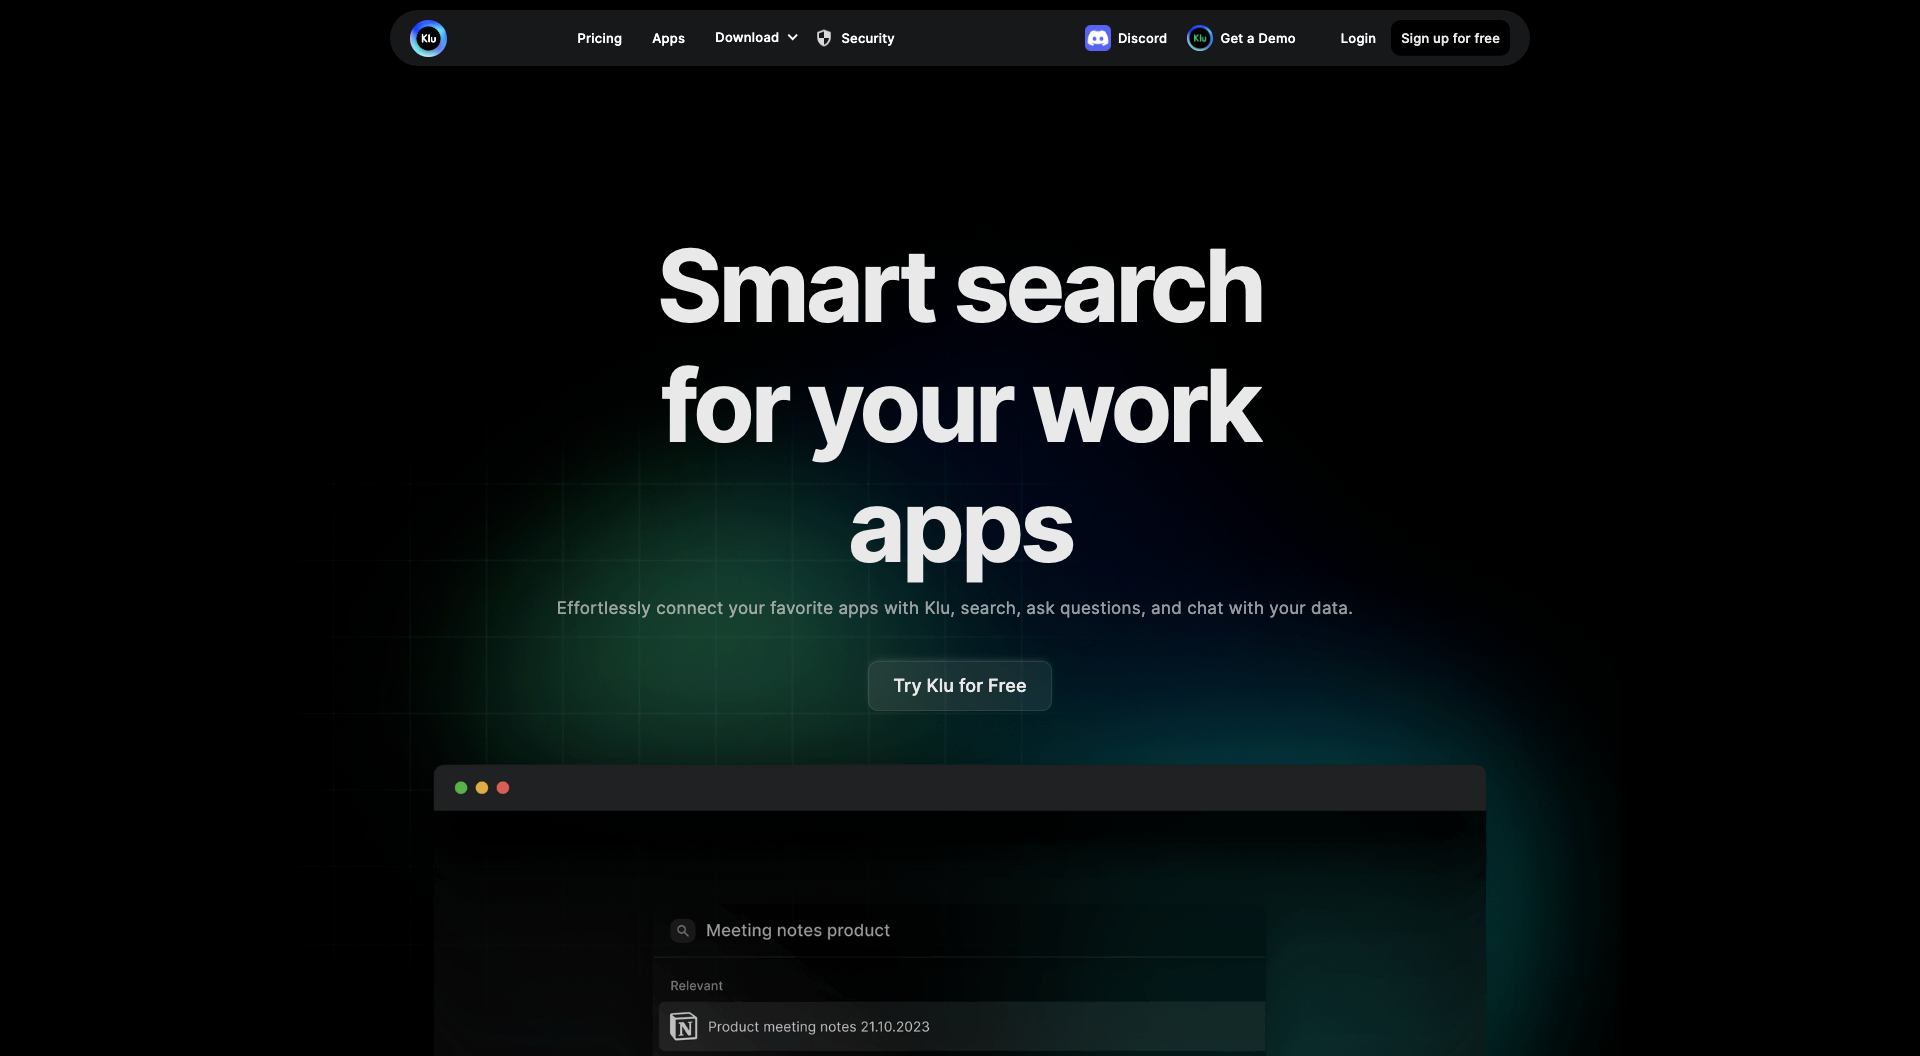 Klu
Pricing
Apps
Download
Security
Discord
Klu
Get a Demo
Login
Sign up for free
Smart search
for your work
apps
Effortlessly connect your favorite apps with Klu, search, ask questions, and chat with your data.
Try Klu for Free
Meeting notes product
Relevant
N
Product meeting notes 21.10.2023